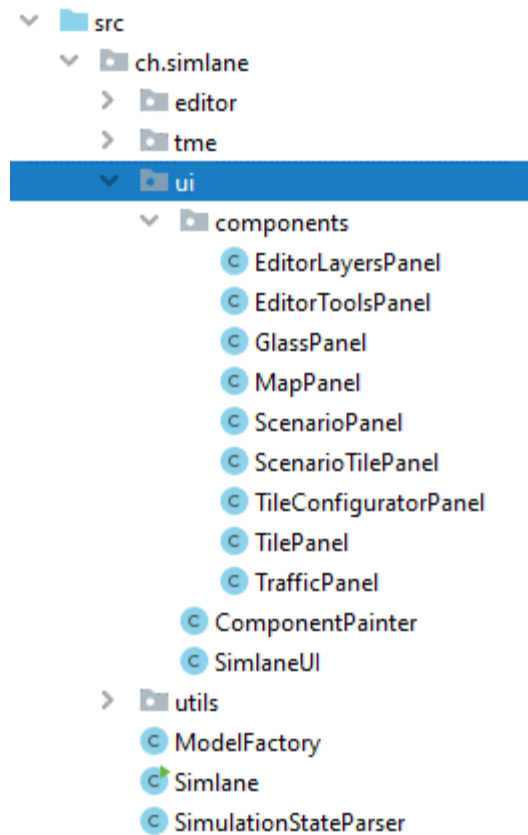 src
ch.simlane
editor
tme
ui
components
C EditorLayersPanel
C EditorToolsPanel
C GlassPanel
C MapPanel
C ScenarioPanel
C ScenarioTilePanel
C TileConfiguratorPanel
C TilePanel
C TrafficPanel
C ComponentPainter
C SimlaneUI
utils
C ModelFactory
C Simlane
C SimulationStateParser